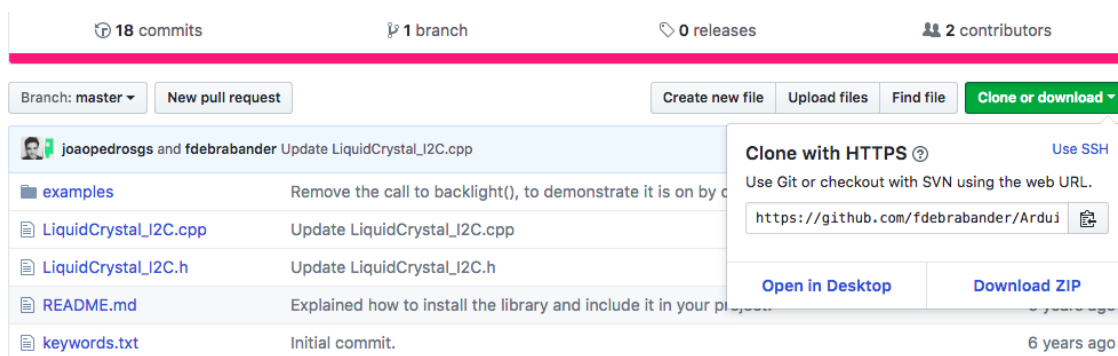 18 commits 1 branch 0 releases 2 contributors
Branch: master New pull request Create new file Upload files Find file Clone or download
joaopedrosgs and fdebrabander Update LiquidCrystal_I2C.cpp
Clone with HTTPS Use SSH
Use Git or checkout with SVN using the web URL.
https://github.com/fdebrabander/Ardui
Open in Desktop Download ZIP
examples Remove the call to backlight(), to demonstrate it is on by
LiquidCrystal_I2C.cpp Update LiquidCrystal_I2C.cpp
LiquidCrystal_I2C.h Update LiquidCrystal_I2C.h
README.md Explained how to install the library and include it in your project. years ago
keywords.txt Initial commit. 6 years ago